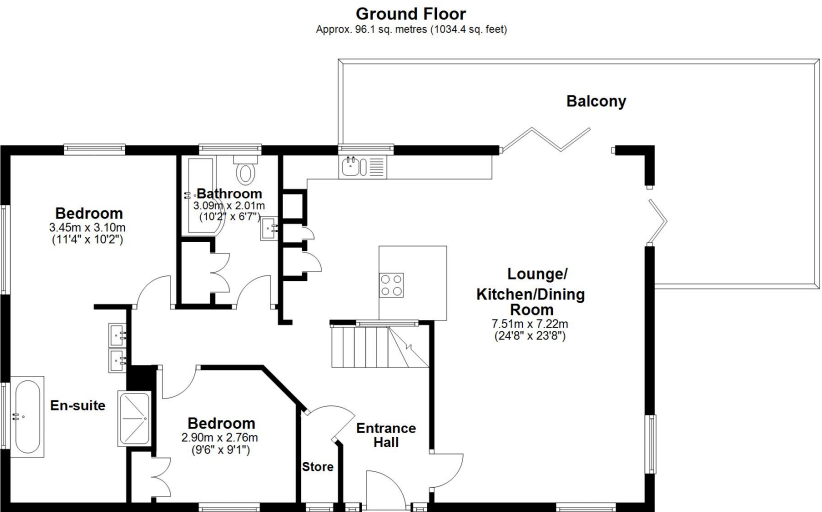 Ground Floor
Approx. 96.1 sq. metres (1034.4 sq. feet)
Balcony
Bathroom
3.09m x 2.01m
(10'2" x 6'7")
Bedroom
3.45m x 3.10m
(11'4" x 10'2")
Lounge/
Kitchen/Dining
Room
7.51m x 7.22m
(24'8" x 23'8")
En-suite
Bedroom
2.90m x 2.76m
(9'6" x 9'1")
Entrance
Hall
Store